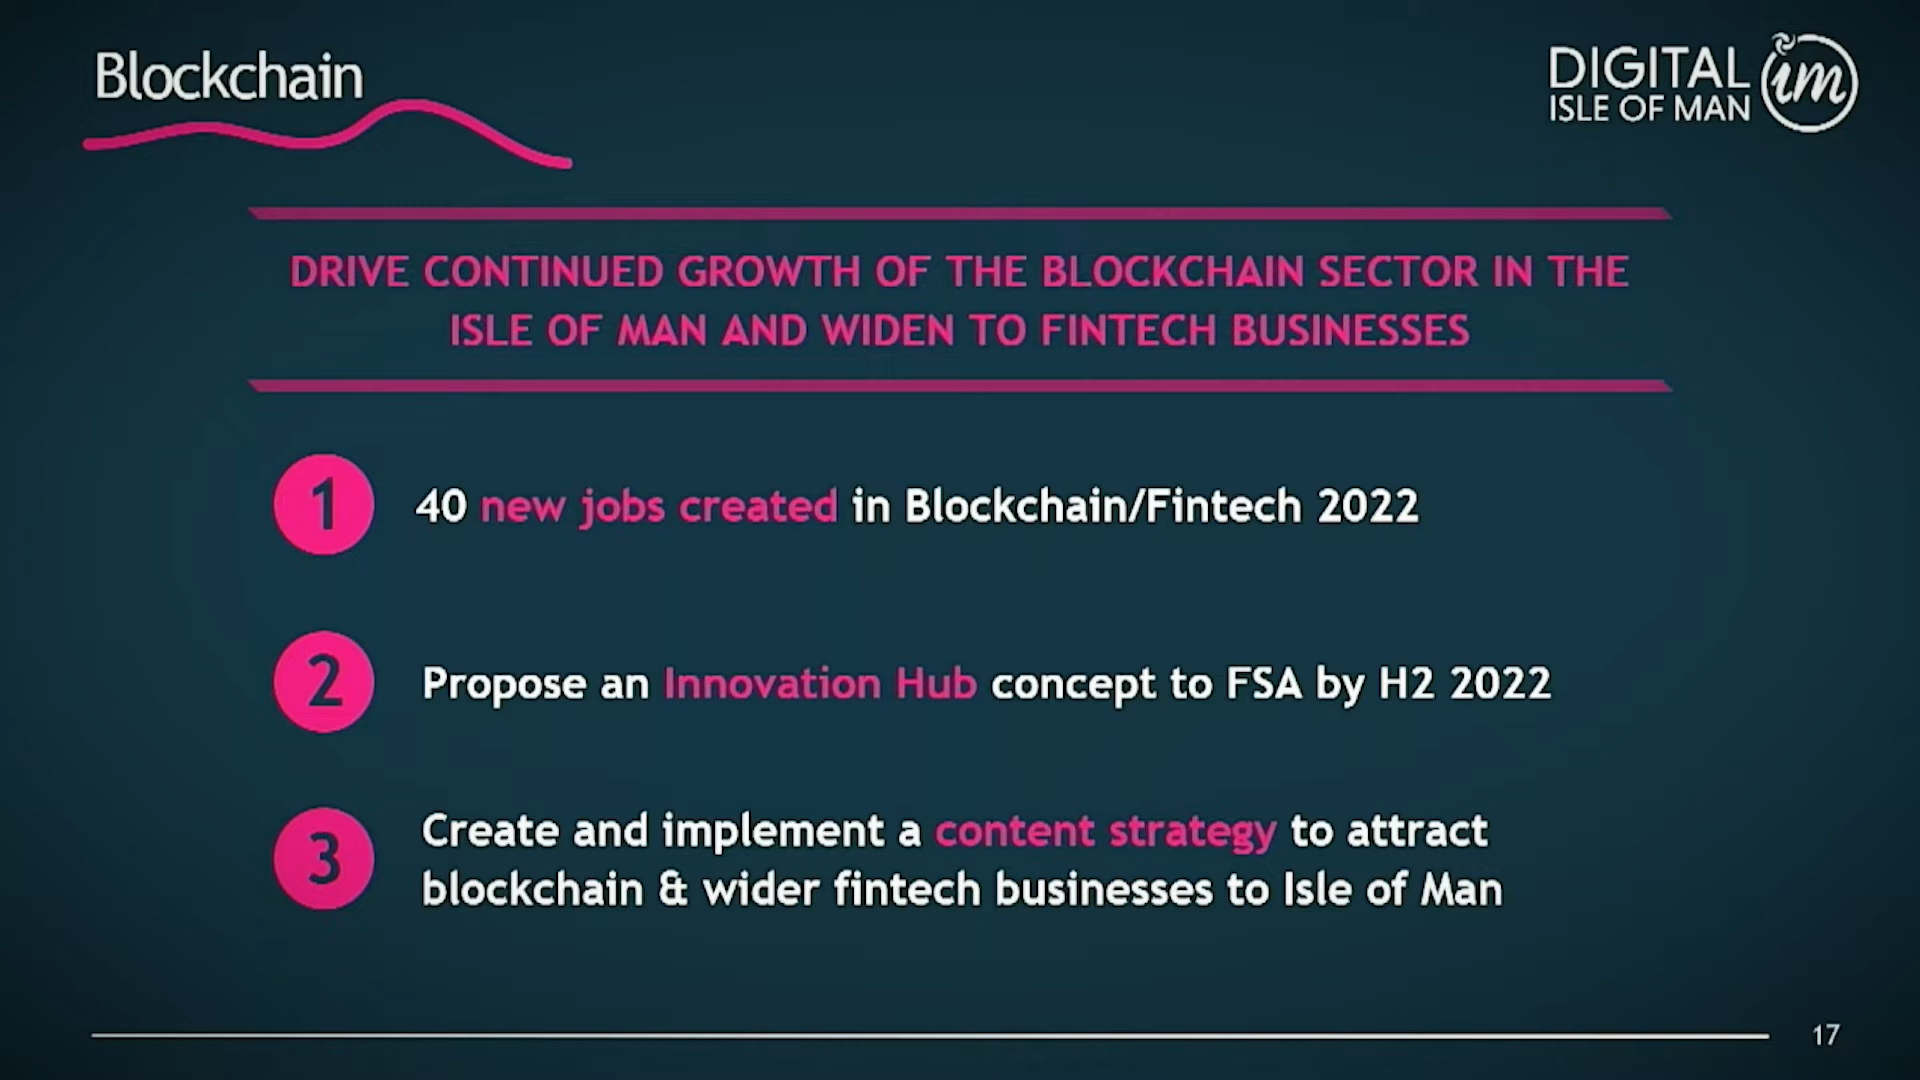 Blockchain
DIGITAL
ISLE OF MAN
im
DRIVE CONTINUED GROWTH OF THE BLOCKCHAIN SECTOR IN THE
ISLE OF MAN AND WIDEN TO FINTECH BUSINESSES
1
40 new jobs created in Blockchain/Fintech 2022
2
Propose an Innovation Hub concept to FSA by H2 2022
3
Create and implement a content strategy to attract
blockchain & wider fintech businesses to Isle of Man
17